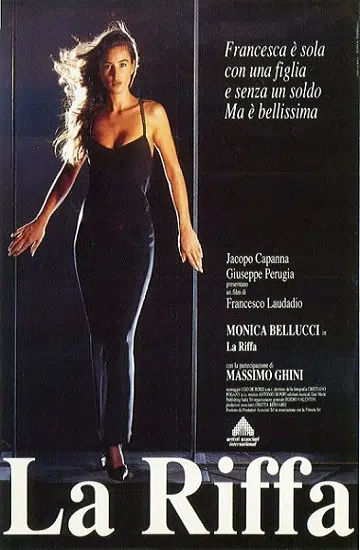 Francesca è sola
con una figlia
e senza un soldo
Ma è bellissima
Jacopo Capanna
Giuseppe Perugia
presentano
un film di
Francesco Laudadio
MONICA BELLUCCI in
La Riffa
con la partecipazione di
MASSIMO GHINI
artisti associati
international
La Riffa